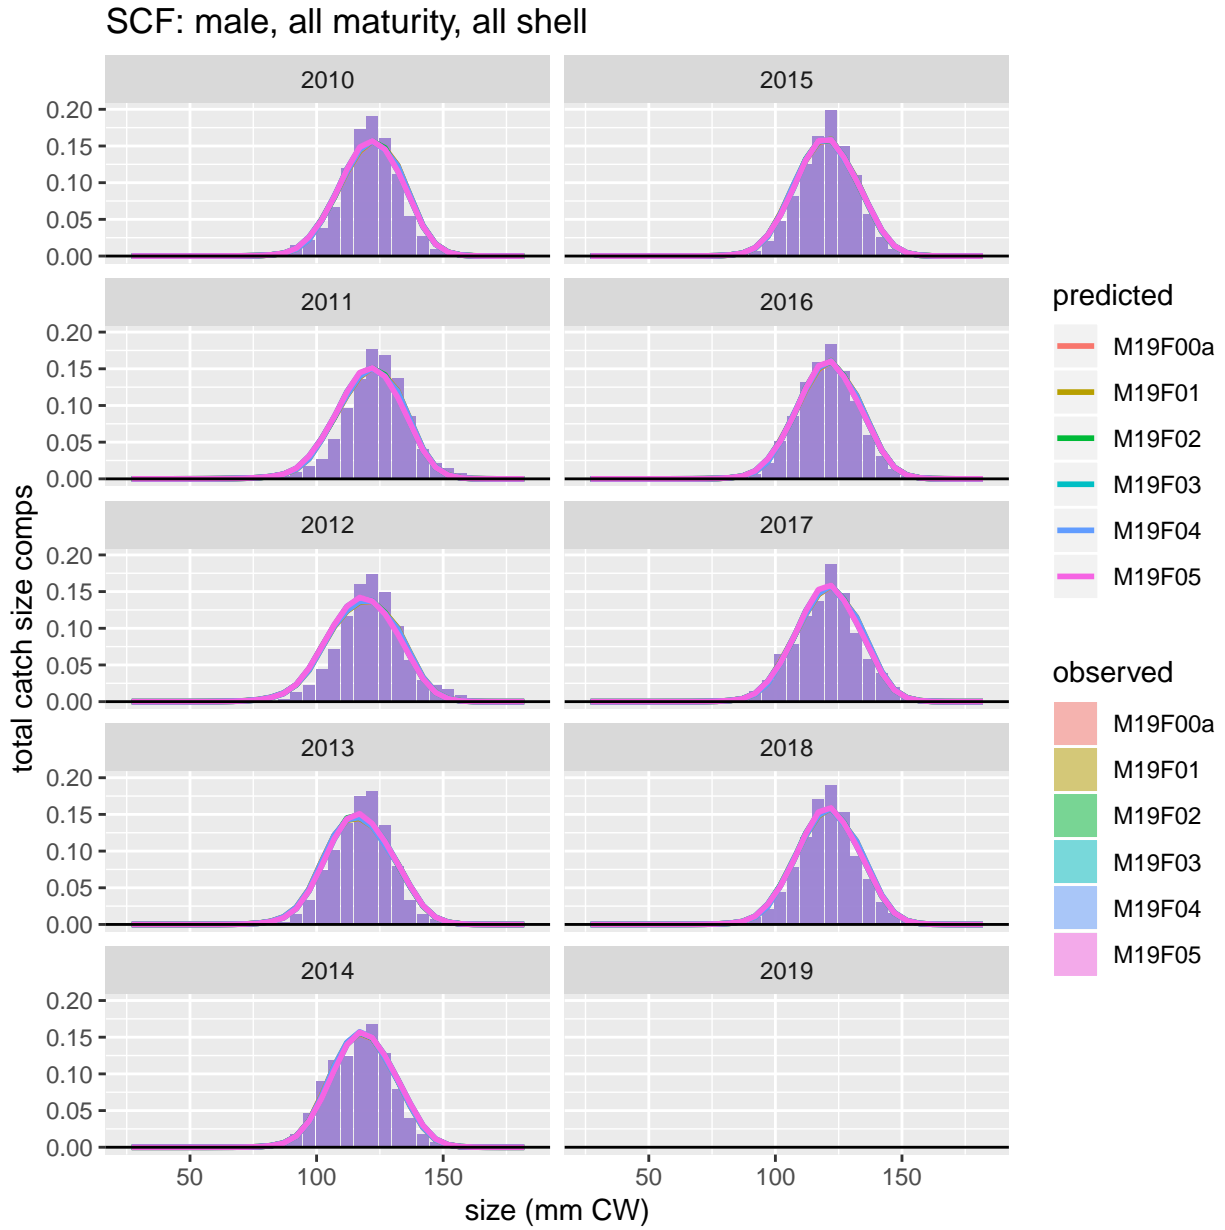 SCF: male, all maturity, all shell
2010
2015
0.20
0.15
0.10
0.05
0.00
2011
2016
0.20
0.15
0.10
0.05
0.00
2012
2017
0.20
0.15
0.10
0.05
0.00
2013
2018
0.20
0.15
0.10
0.05
0.00
2014
2019
0.20
0.15
0.10
0.05
0.00
50 100 150
50 100 150
size (mm CW)
total catch size comps
predicted
M19F00a
M19F01
M19F02
M19F03
M19F04
M19F05
observed
M19F00a
M19F01
M19F02
M19F03
M19F04
M19F05